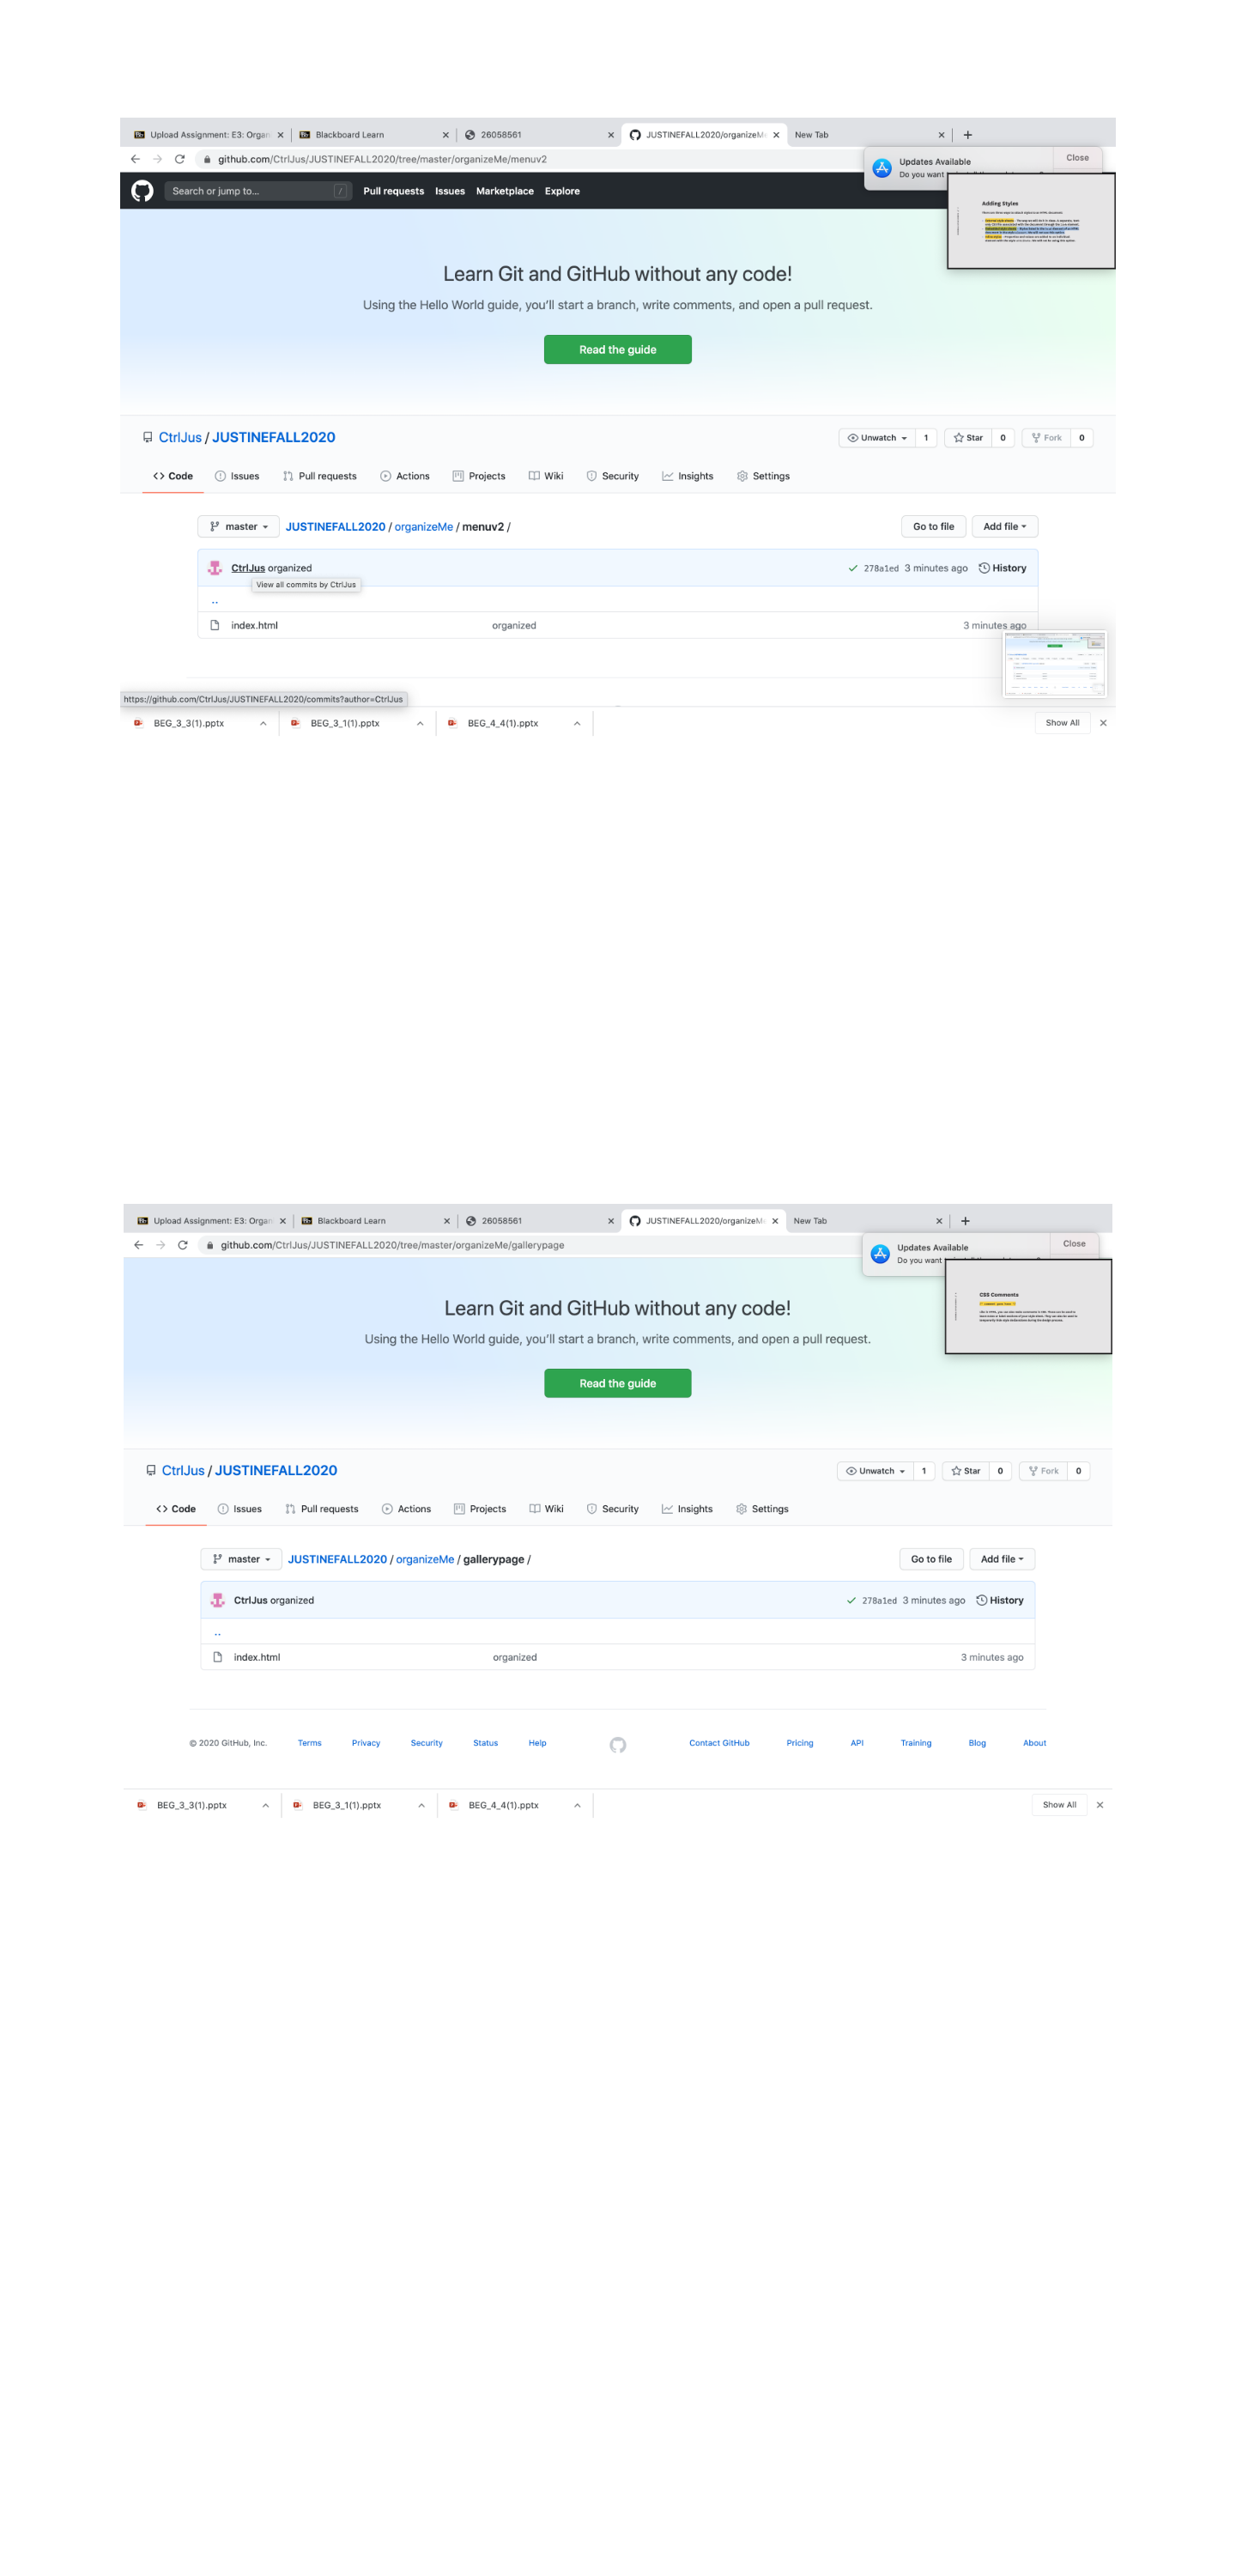 Upload Assignment: E3: Organ
Blackboard Learn
26058561
JUSTINEFALL2020/organizeMe
New Tab
github.com/CtrlJus/JUSTINEFALL2020/tree/master/organizeMe/menuv2
Updates Available
Close
Do you want
Search or jump to...
/
Pull requests
Issues
Marketplace
Explore
Adding Styles
Learn Git and GitHub without any code!
Using the Hello World guide, you’ll start a branch, write comments, and open a pull request.
Read the guide
CtrlJus / JUSTINEFALL2020
Unwatch 1
Star 0
Fork 0
Code
Issues
Pull requests
Actions
Projects
Wiki
Security
Insights
Settings
master
JUSTINEFALL2020 / organizeMe / menuv2 /
Go to file
Add file
CtrlJus organized
278a1ed 3 minutes ago
History
View all commits by CtrlJus
..
index.html
organized
3 minutes ago
https://github.com/CtrlJus/JUSTINEFALL2020/commits?author=CtrlJus
BEG_3_3(1).pptx
BEG_3_1(1).pptx
BEG_4_4(1).pptx
Show All
Upload Assignment: E3: Organ
Blackboard Learn
26058561
JUSTINEFALL2020/organizeMe
New Tab
github.com/CtrlJus/JUSTINEFALL2020/tree/master/organizeMe/gallerypage
Updates Available
Close
Do you want
CSS Comments
Learn Git and GitHub without any code!
Using the Hello World guide, you’ll start a branch, write comments, and open a pull request.
Read the guide
CtrlJus / JUSTINEFALL2020
Unwatch 1
Star 0
Fork 0
Code
Issues
Pull requests
Actions
Projects
Wiki
Security
Insights
Settings
master
JUSTINEFALL2020 / organizeMe / gallerypage /
Go to file
Add file
CtrlJus organized
278a1ed 3 minutes ago
History
..
index.html
organized
3 minutes ago
© 2020 GitHub, Inc.
Terms
Privacy
Security
Status
Help
Contact GitHub
Pricing
API
Training
Blog
About
BEG_3_3(1).pptx
BEG_3_1(1).pptx
BEG_4_4(1).pptx
Show All